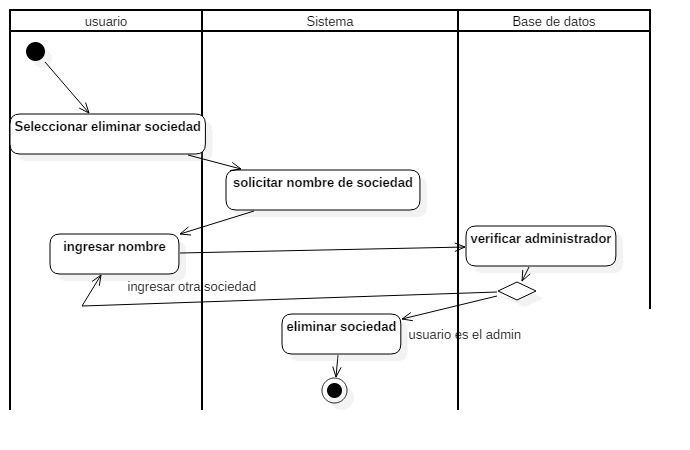 usuario
Sistema
Base de datos
Seleccionar eliminar sociedad
solicitar nombre de sociedad
ingresar nombre
verificar administrador
ingresar otra sociedad
eliminar sociedad
usuario es el admin